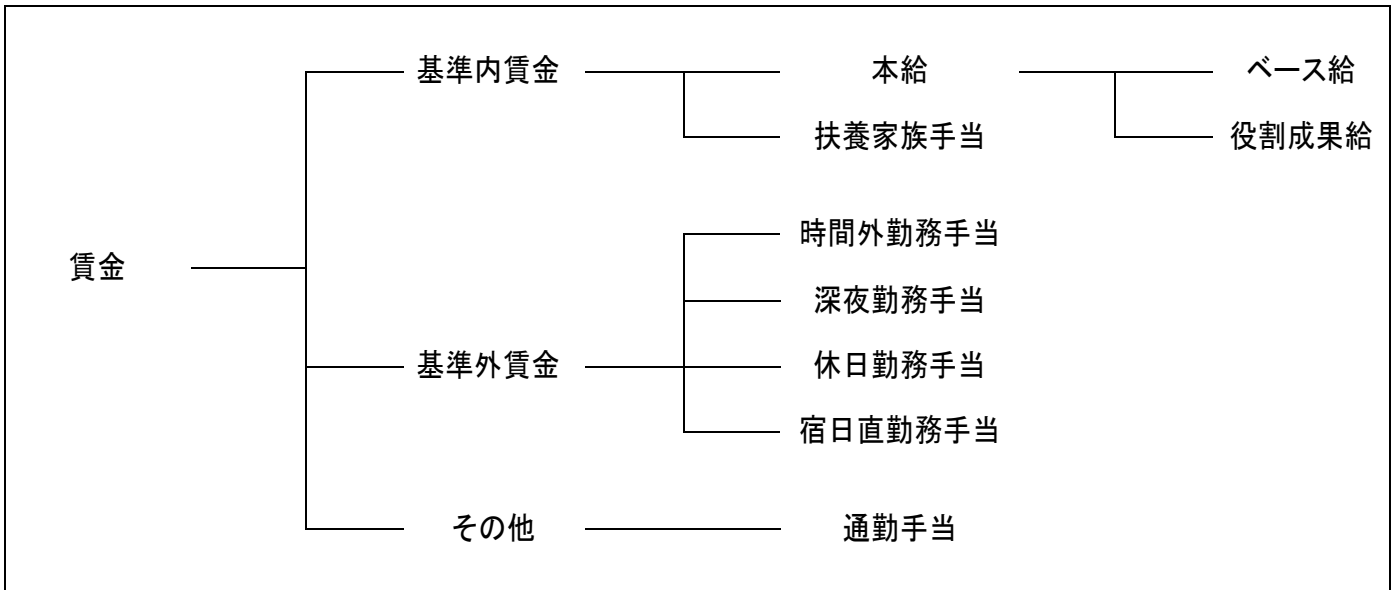 基準内賃金 本給 ベース給
扶養家族手当 役割成果給
時間外勤務手当
賃金
深夜勤務手当
基準外賃金 休日勤務手当
宿日直勤務手当
その他 通勤手当